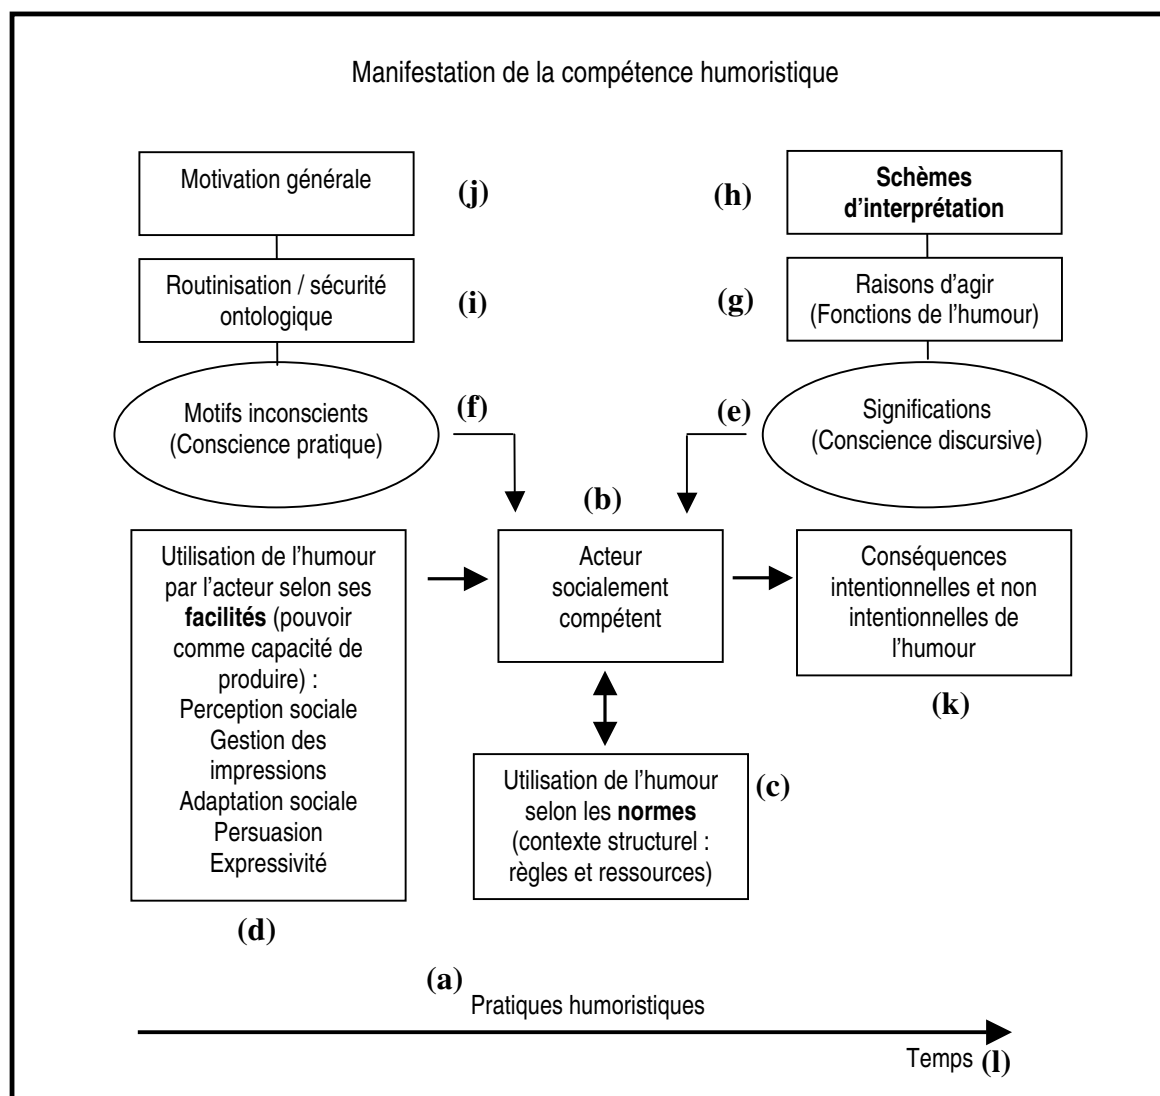 Manifestation de la compétence humoristique
Motivation générale
(j)
(h)
Schèmes
d’interprétation
Routinisation / sécurité
ontologique
(i)
(g)
Raisons d’agir
(Fonctions de l’humour)
Motifs inconscients
(Conscience pratique)
(f)
(e)
Significations
(Conscience discursive)
(b)
Utilisation de l’humour
par l’acteur selon ses
facilités (pouvoir
comme capacité de
produire) :
Perception sociale
Gestion des
impressions
Adaptation sociale
Persuasion
Expressivité
(d)
Acteur
socialement
compétent
Conséquences
intentionnelles et non
intentionnelles de
l’humour
(k)
Utilisation de l’humour
selon les normes
(contexte structurel :
règles et ressources)
(c)
(a)
Pratiques humoristiques
Temps (l)